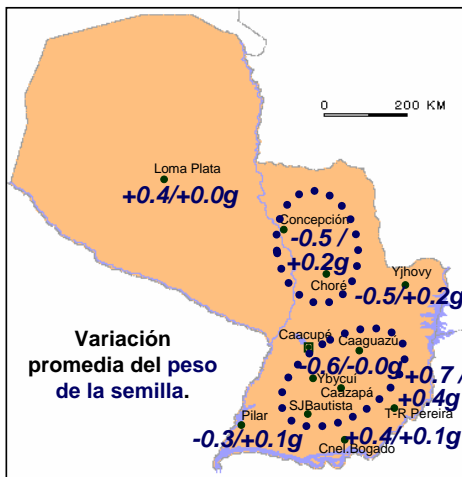 0 200 KM
Loma Plata
+0.4/+0.0g
Concepción
-0.5 /
+0.2g
Choré
Yjhovy
-0.5/+0.2g
Variación
promedia del peso
de la semilla.
Caacupé
Caaguazú
-0.6/-0.0g
Ybycuí
Caazapá
+0.7 /
+0.4g
SJBautista
T-R Pereira
Pilar
-0.3/+0.1g
+0.4/+0.1g
Cnel.Bogado